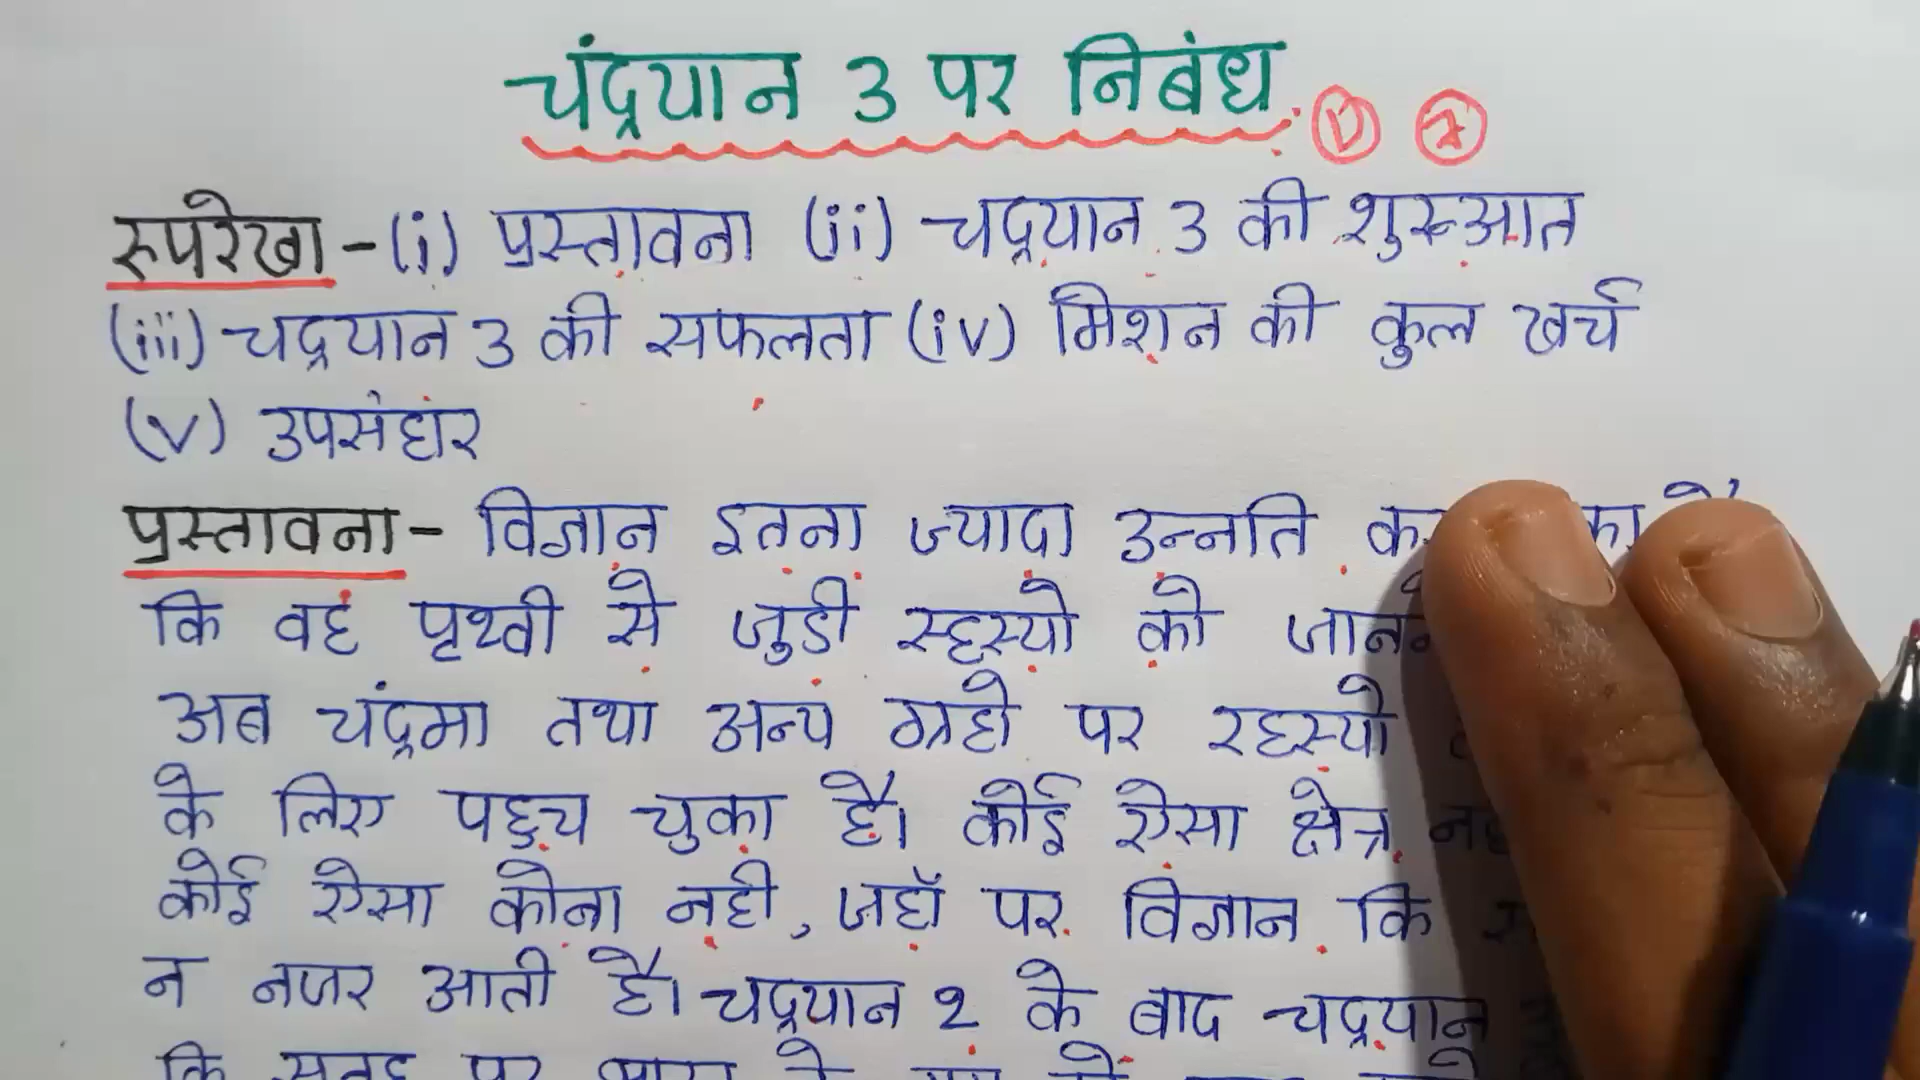 चंद्रयान 3 पर निबंध
रुपरेखा - (i) प्रस्तावना (ii) चद्रयान 3 की शुरुआत
(iii) चद्रयान 3 की सफलता (iv) मिशन की कुल खर्च
(v) उपसंहार
प्रस्तावना - विज्ञान इतना ज्यादा उन्नति
कि वह पृथ्वी से जुडी रहस्यो को
अब चंद्रमा तथा अन्य ग्रहो पर रहस्यो
के लिए पहुच चुका है। कोई ऐसा क्षेत्र
कोई ऐसा कोना नही, जहाँ पर विज्ञान कि
न नजर आती है। चद्रयान 2 के बाद चद्रयान
कि सतह पर